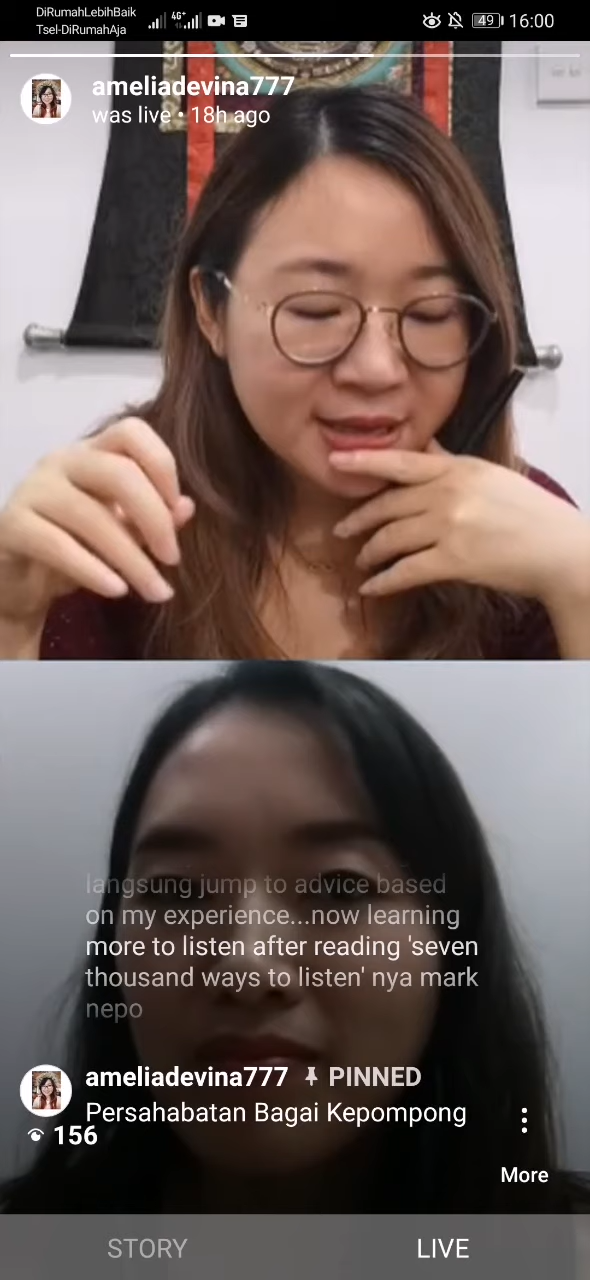 DiRumahLebihBaik
Tsel-DiRumahAja
4G+
49
16:00
ameliadevina777
was live • 18h ago
langsung jump to advice based
on my experience...now learning
more to listen after reading 'seven
thousand ways to listen' nya mark
nepo
ameliadevina777 PINNED
Persahabatan Bagai Kepompong
156
More
STORY
LIVE